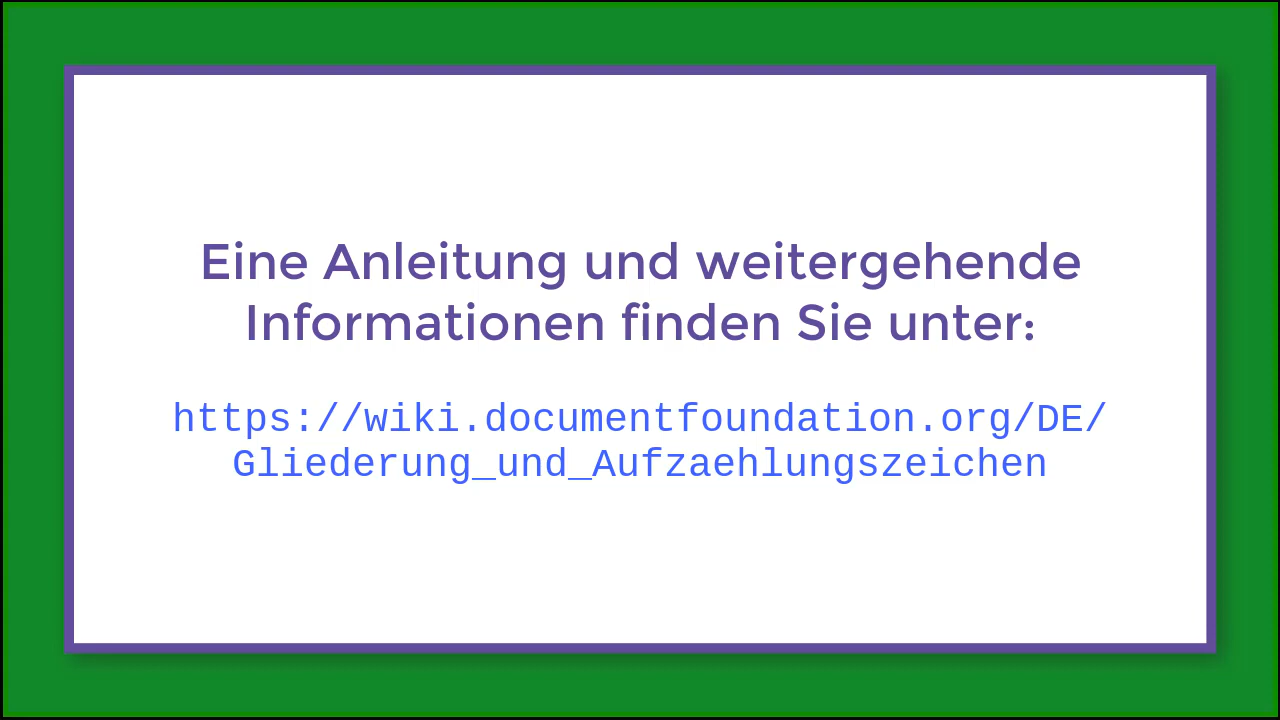 Eine Anleitung und weitergehende
Informationen finden Sie unter:
https://wiki.documentfoundation.org/DE/
Gliederung_und_Aufzaehlungszeichen